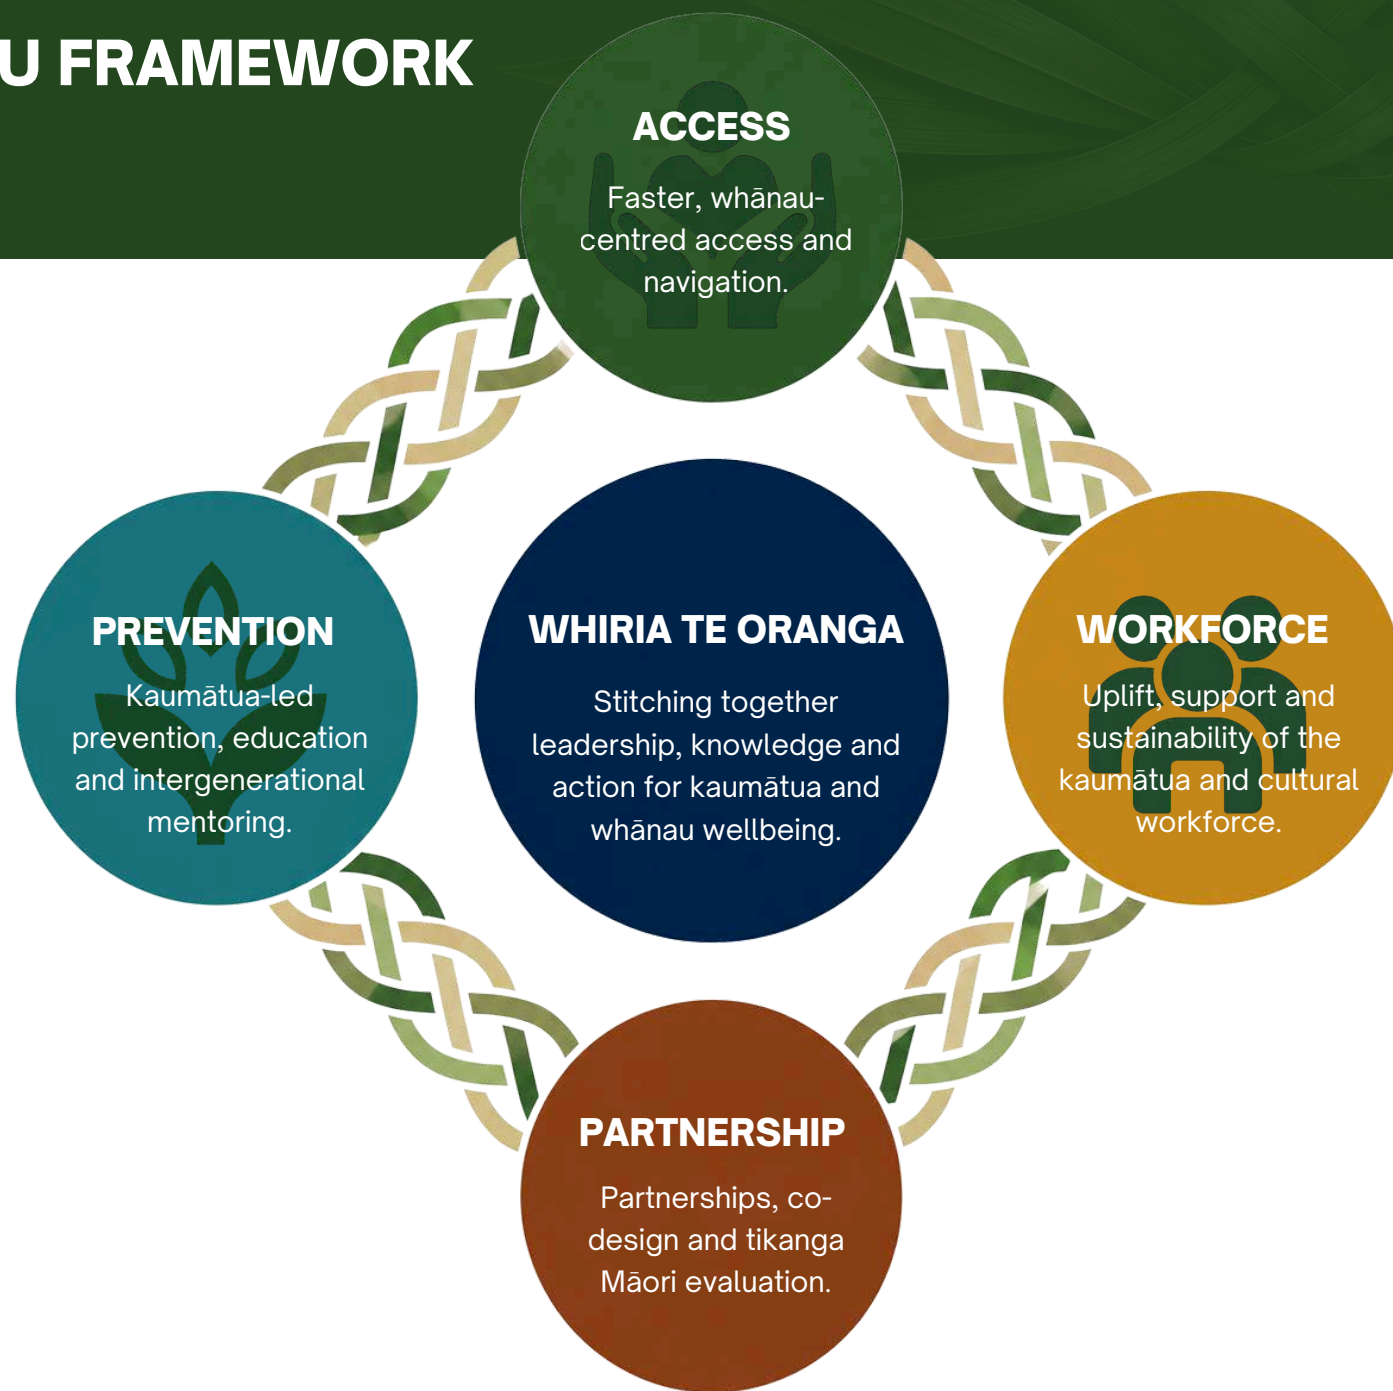 U FRAMEWORK
ACCESS
Faster, whānau-
centred access and
navigation.
PREVENTION
Kaumātua-led
prevention, education
and intergenerational
mentoring.
WHIRIA TE ORANGA
Stitching together
leadership, knowledge and
action for kaumātua and
whānau wellbeing.
WORKFORCE
Uplift, support and
sustainability of the
kaumātua and cultural
workforce.
PARTNERSHIP
Partnerships, co-
design and tikanga
Māori evaluation.